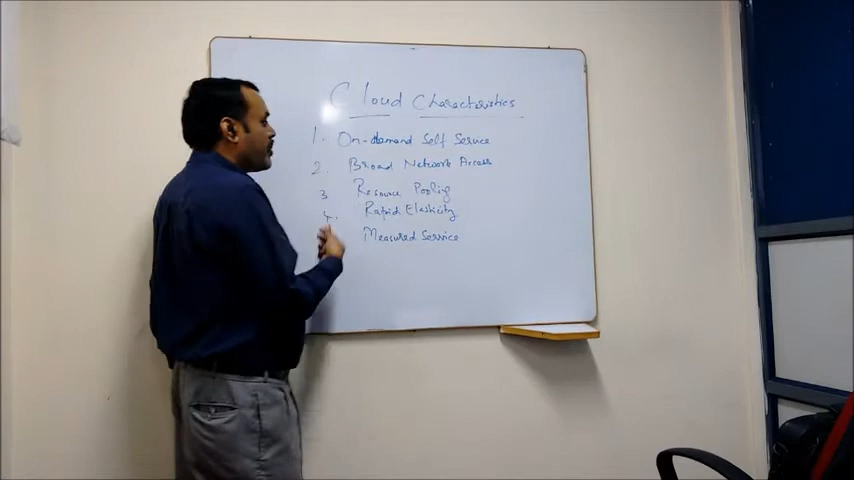 Cloud Characteristics
1. On-demand Self Service
2. Broad Network Access
3 Resource Pooling
4. Rapid Elasticity
Measured Service